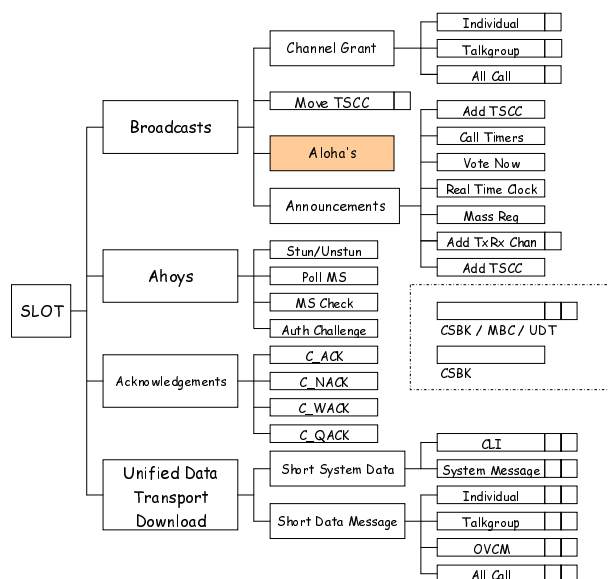 SLOT
Broadcasts
Channel Grant
Individual
Talkgroup
All Call
Move TSCC
Aloha's
Announcements
Add TSCC
Call Timers
Vote Now
Real Time Clock
Mass Reg
Add TxRx Chan
Add TSCC
Ahoys
Stun/Unstun
Poll MS
MS Check
Auth Challenge
Acknowledgements
C_ACK
C_NACK
C_WACK
C_QACK
Unified Data
Transport
Download
Short System Data
CLI
System Message
Short Data Message
Individual
Talkgroup
OVCM
All Call
CSBK / MBC / UDT
CSBK